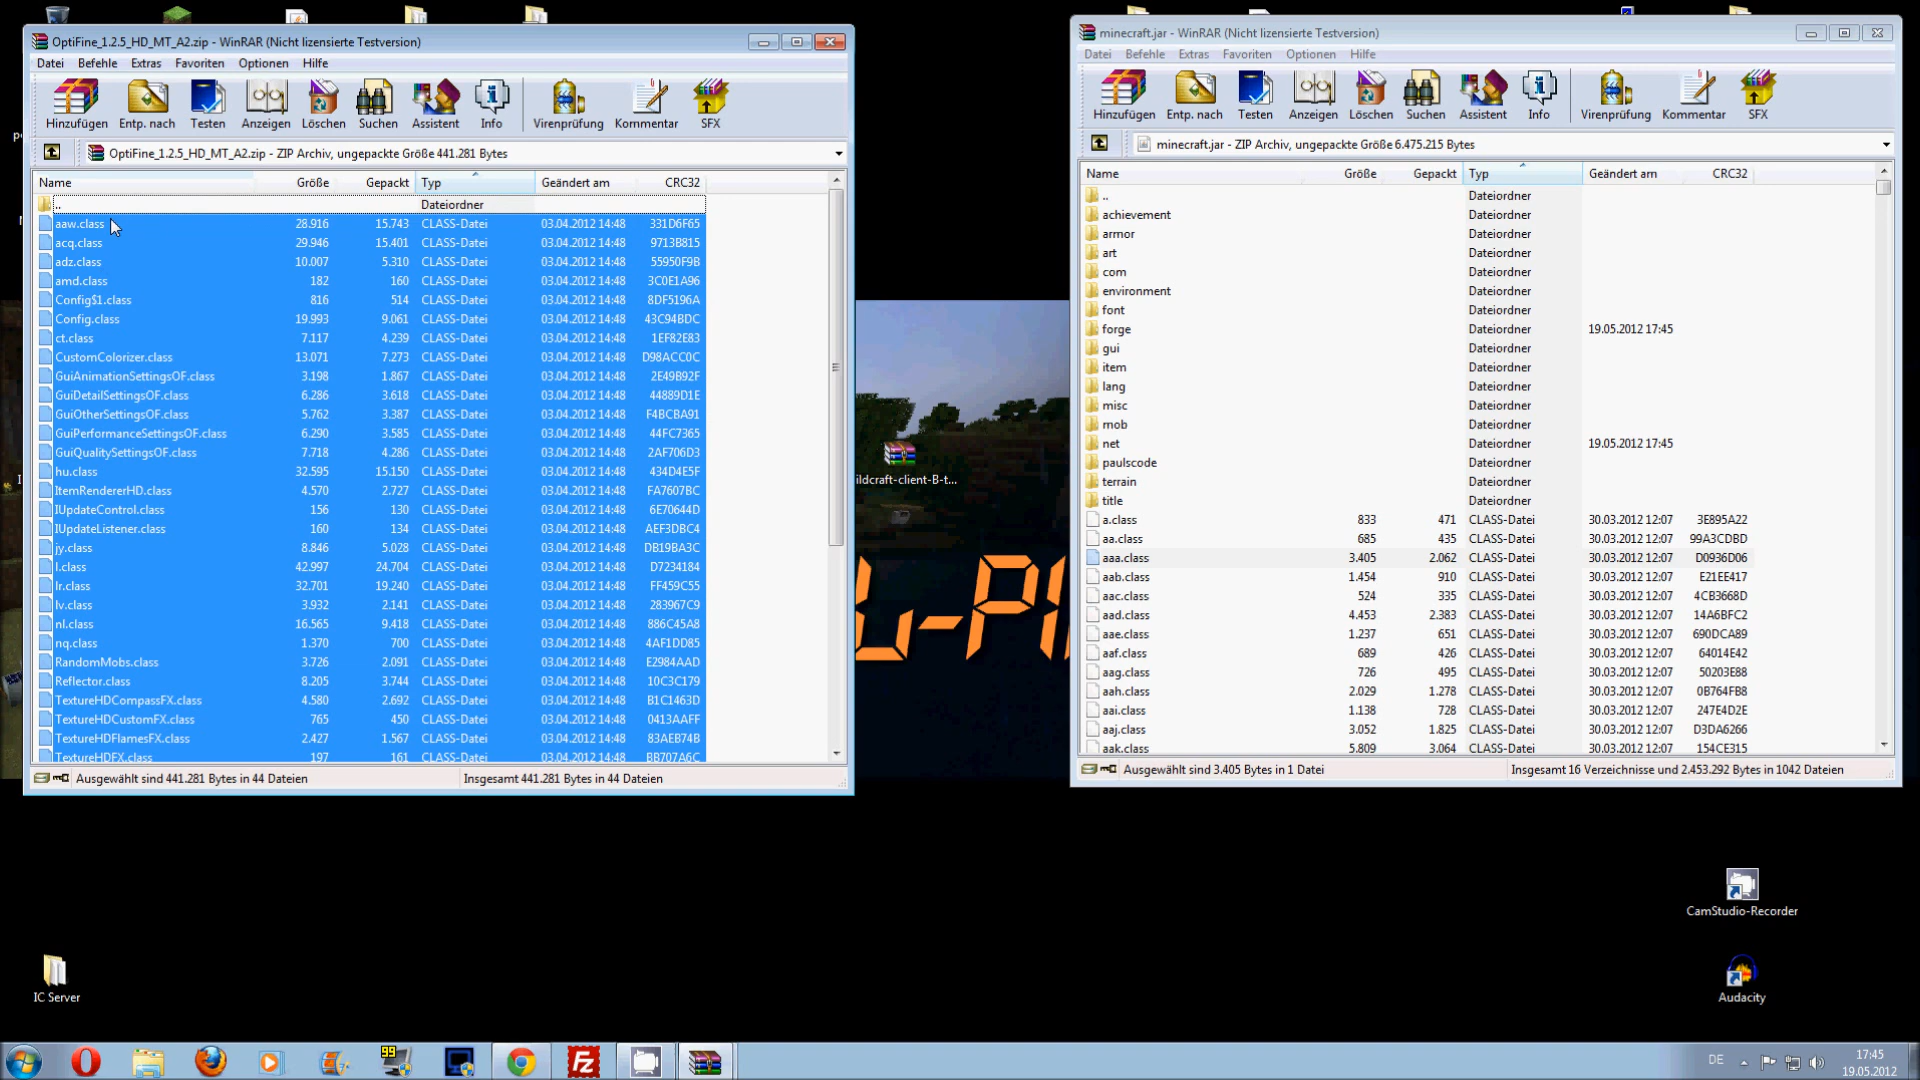 OptiFine_1.2.5_HD_MT_A2.zip - WinRAR (Nicht lizensierte Testversion)
Datei Befehle Extras Favoriten Optionen Hilfe
Hinzufügen Entp. nach Testen Anzeigen Löschen Suchen Assistent Info Virenprüfung Kommentar SFX
OptiFine_1.2.5_HD_MT_A2.zip - ZIP Archiv, ungepackte Größe 441.281 Bytes
Name Größe Gepackt Typ Geändert am CRC32
.. Dateiordner
aaw.class 28.916 15.743 CLASS-Datei 03.04.2012 14:48 331D6F65
acq.class 29.946 15.401 CLASS-Datei 03.04.2012 14:48 9713B815
adz.class 10.007 5.310 CLASS-Datei 03.04.2012 14:48 55950F9B
amd.class 182 160 CLASS-Datei 03.04.2012 14:48 3C0E1A96
Config$1.class 816 514 CLASS-Datei 03.04.2012 14:48 8DF5196A
Config.class 19.993 9.061 CLASS-Datei 03.04.2012 14:48 43C94BDC
ct.class 7.117 4.239 CLASS-Datei 03.04.2012 14:48 1EF82E83
CustomColorizer.class 13.071 7.273 CLASS-Datei 03.04.2012 14:48 D98ACC0C
GuiAnimationSettingsOF.class 3.198 1.867 CLASS-Datei 03.04.2012 14:48 2E49B92F
GuiDetailSettingsOF.class 6.286 3.618 CLASS-Datei 03.04.2012 14:48 44889D1E
GuiOtherSettingsOF.class 5.762 3.387 CLASS-Datei 03.04.2012 14:48 F4BCBA91
GuiPerformanceSettingsOF.class 6.290 3.585 CLASS-Datei 03.04.2012 14:48 44FC7365
GuiQualitySettingsOF.class 7.718 4.286 CLASS-Datei 03.04.2012 14:48 2AF706D3
hu.class 32.595 15.150 CLASS-Datei 03.04.2012 14:48 434D4E5F
ItemRendererHD.class 4.570 2.727 CLASS-Datei 03.04.2012 14:48 FA7607BC
IUpdateControl.class 156 130 CLASS-Datei 03.04.2012 14:48 6E70644D
IUpdateListener.class 160 134 CLASS-Datei 03.04.2012 14:48 AEF3DBC4
jy.class 8.846 5.028 CLASS-Datei 03.04.2012 14:48 DB19BA3C
l.class 42.997 24.704 CLASS-Datei 03.04.2012 14:48 D7234184
lr.class 32.701 19.240 CLASS-Datei 03.04.2012 14:48 FF459C55
lv.class 3.932 2.141 CLASS-Datei 03.04.2012 14:48 283967C9
nl.class 16.565 9.418 CLASS-Datei 03.04.2012 14:48 886C45A8
nq.class 1.370 700 CLASS-Datei 03.04.2012 14:48 4AF1DD85
RandomMobs.class 3.726 2.091 CLASS-Datei 03.04.2012 14:48 E2984AAD
Reflector.class 8.205 3.744 CLASS-Datei 03.04.2012 14:48 10C3C179
TextureHDCompassFX.class 4.580 2.692 CLASS-Datei 03.04.2012 14:48 B1C1463D
TextureHDCustomFX.class 765 450 CLASS-Datei 03.04.2012 14:48 0413AAFF
TextureHDFlamesFX.class 2.427 1.567 CLASS-Datei 03.04.2012 14:48 83AEB74B
TextureHDFX.class 197 161 CLASS-Datei 03.04.2012 14:48 BB707A6C
Ausgewählt sind 441.281 Bytes in 44 Dateien Insgesamt 441.281 Bytes in 44 Dateien
minecraft.jar - WinRAR (Nicht lizensierte Testversion)
Datei Befehle Extras Favoriten Optionen Hilfe
Hinzufügen Entp. nach Testen Anzeigen Löschen Suchen Assistent Info Virenprüfung Kommentar SFX
minecraft.jar - ZIP Archiv, ungepackte Größe 6.475.215 Bytes
Name Größe Gepackt Typ Geändert am CRC32
.. Dateiordner
achievement Dateiordner
armor Dateiordner
art Dateiordner
com Dateiordner
environment Dateiordner
font Dateiordner
forge Dateiordner 19.05.2012 17:45
gui Dateiordner
item Dateiordner
lang Dateiordner
misc Dateiordner
mob Dateiordner
net Dateiordner 19.05.2012 17:45
paulscode Dateiordner
terrain Dateiordner
title Dateiordner
a.class 833 471 CLASS-Datei 30.03.2012 12:07 3E895A22
aa.class 685 435 CLASS-Datei 30.03.2012 12:07 99A3CDBD
aaa.class 3.405 2.062 CLASS-Datei 30.03.2012 12:07 D0936D06
aab.class 1.454 910 CLASS-Datei 30.03.2012 12:07 E21EE417
aac.class 524 335 CLASS-Datei 30.03.2012 12:07 4CB3668D
aad.class 4.453 2.383 CLASS-Datei 30.03.2012 12:07 14A6BFC2
aae.class 1.237 651 CLASS-Datei 30.03.2012 12:07 690DCA89
aaf.class 689 426 CLASS-Datei 30.03.2012 12:07 64014E42
aag.class 726 495 CLASS-Datei 30.03.2012 12:07 50203E88
aah.class 2.029 1.278 CLASS-Datei 30.03.2012 12:07 0B764FB8
aai.class 1.138 728 CLASS-Datei 30.03.2012 12:07 247E4D2E
aaj.class 3.052 1.825 CLASS-Datei 30.03.2012 12:07 D3DA6266
aak.class 5.809 3.064 CLASS-Datei 30.03.2012 12:07 154CE315
Ausgewählt sind 3.405 Bytes in 1 Datei Insgesamt 16 Verzeichnisse und 2.453.292 Bytes in 1042 Dateien
ildcraft-client-B-t...
CamStudio-Recorder
IC Server
Audacity
99
DE
17:45
19.05.2012